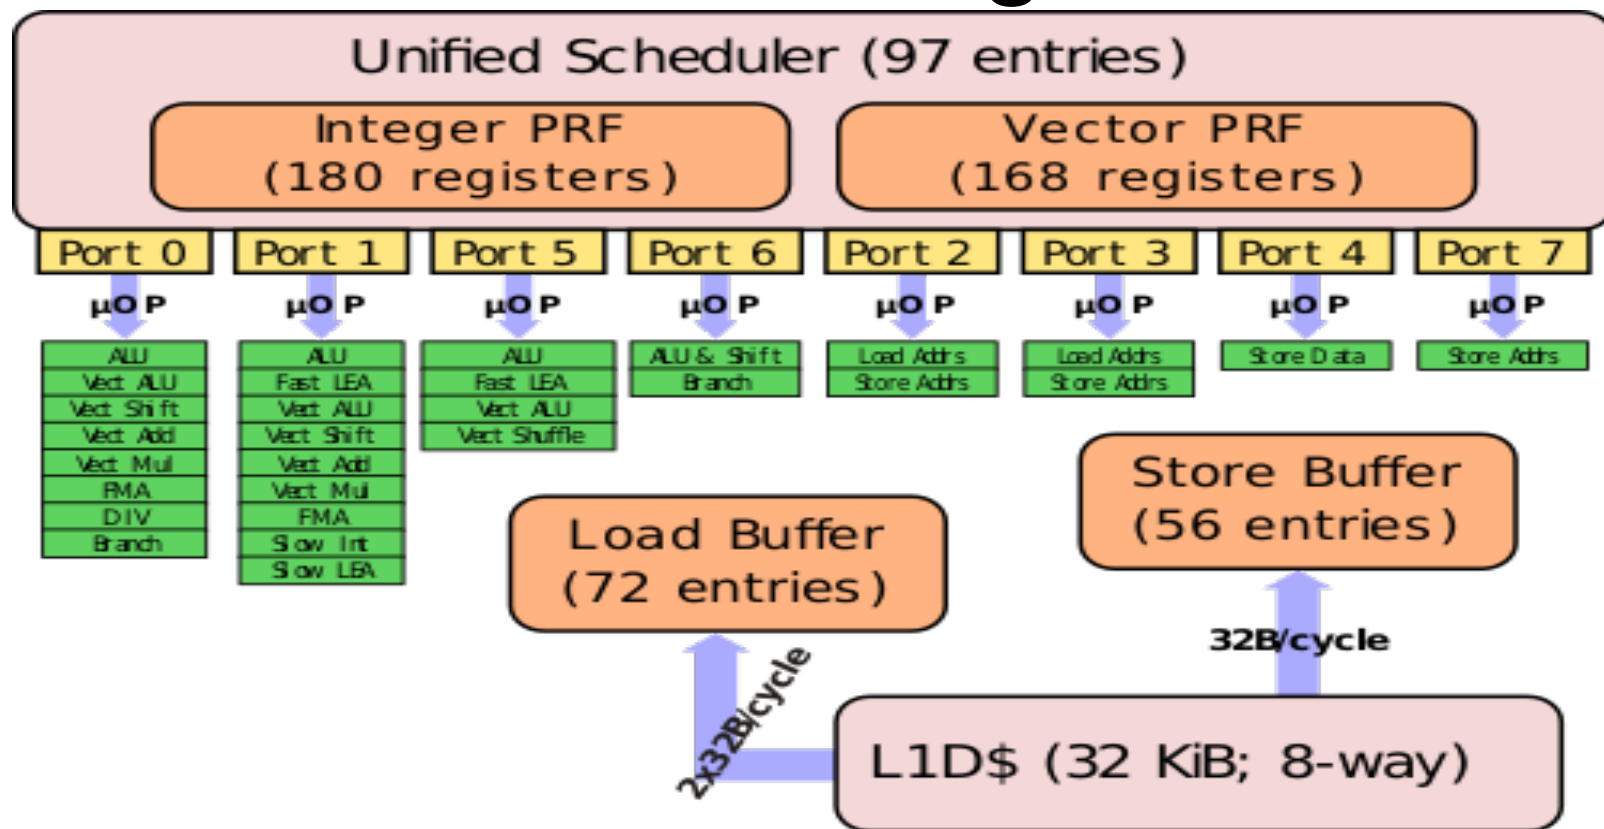 Unified Scheduler (97 entries)
Integer PRF
(180 registers)
Vector PRF
(168 registers)
Port 0
Port 1
Port 5
Port 6
Port 2
Port 3
Port 4
Port 7
μOP
μOP
μOP
μOP
μOP
μOP
μOP
μOP
ALU
Vect ALU
Vect Shift
Vect Add
Vect Mul
FMA
DIV
Branch
ALU
Fast LEA
Vect ALU
Vect Shift
Vect Add
Vect Mul
FMA
Slow Int
Slow LEA
ALU
Fast LEA
Vect ALU
Vect Shuffle
ALU & Shift
Branch
Load Addrs
Store Addrs
Load Addrs
Store Addrs
Store Data
Store Addrs
Load Buffer
(72 entries)
Store Buffer
(56 entries)
2x32B/cycle
32B/cycle
L1D$ (32 KiB; 8-way)